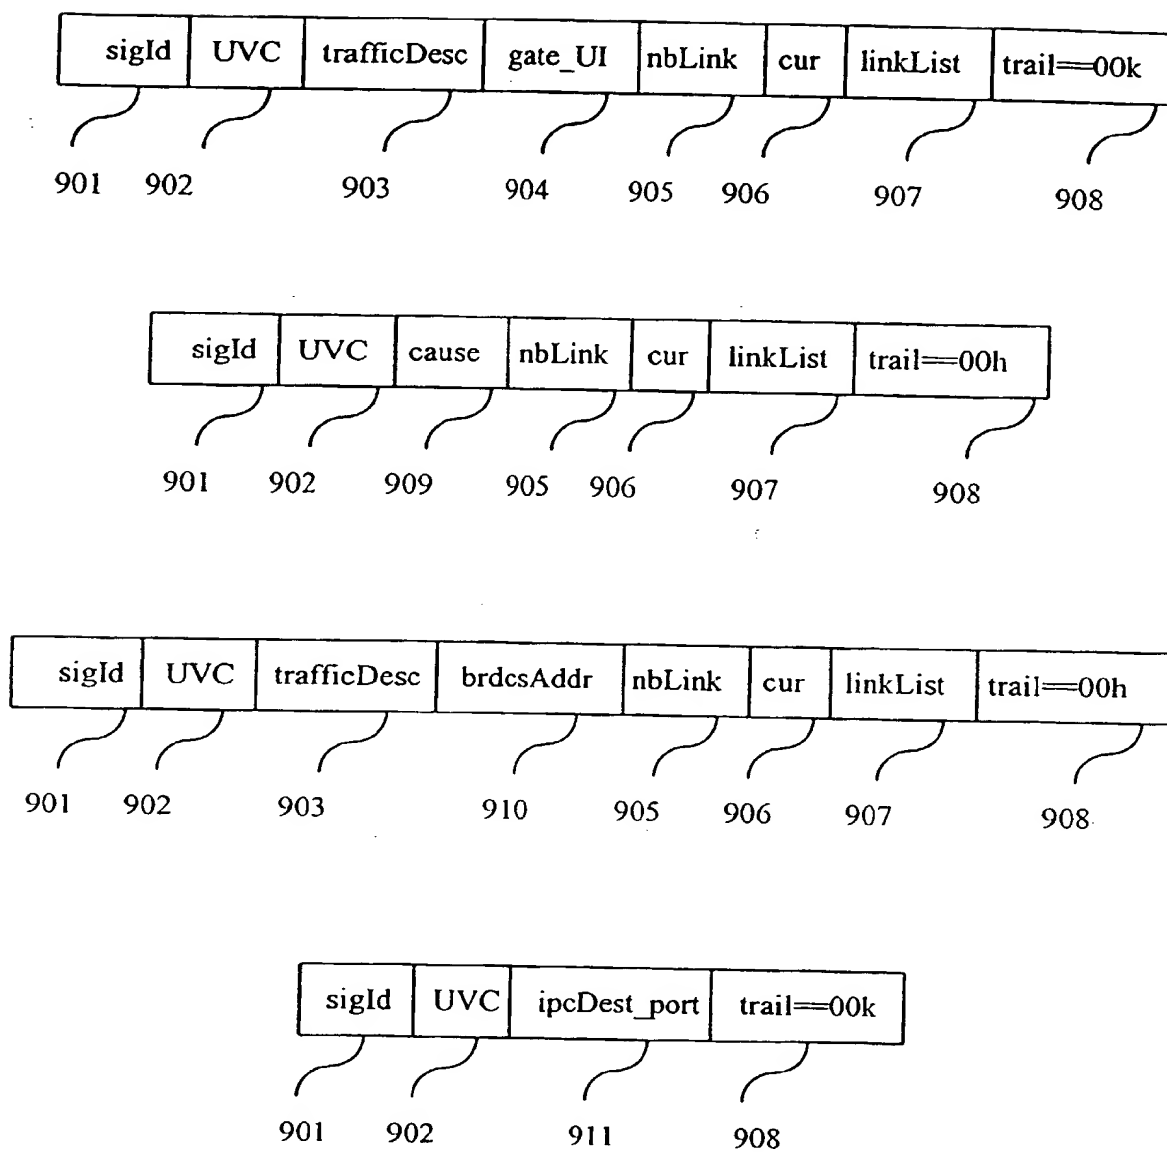 sigId UVC trafficDesc gate_UI nbLink cur linkList trail==00k
901 902 903 904 905 906 907 908
sigId UVC cause nbLink cur linkList trail==00h
901 902 909 905 906 907 908
sigId UVC trafficDesc brdcsAddr nbLink cur linkList trail==00h
901 902 903 910 905 906 907 908
sigId UVC ipcDest_port trail==00k
901 902 911 908